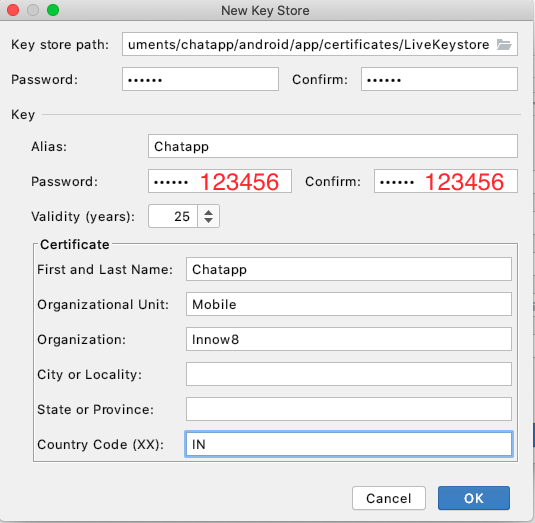 New Key Store
Key store path: uments/chatapp/android/app/certificates/LiveKeystore
Password: •••••• Confirm: ••••••
Key
Alias: Chatapp
Password: •••••• 123456 Confirm: •••••• 123456
Validity (years): 25
Certificate
First and Last Name: Chatapp
Organizational Unit: Mobile
Organization: Innow8
City or Locality:
State or Province:
Country Code (XX): IN
Cancel OK